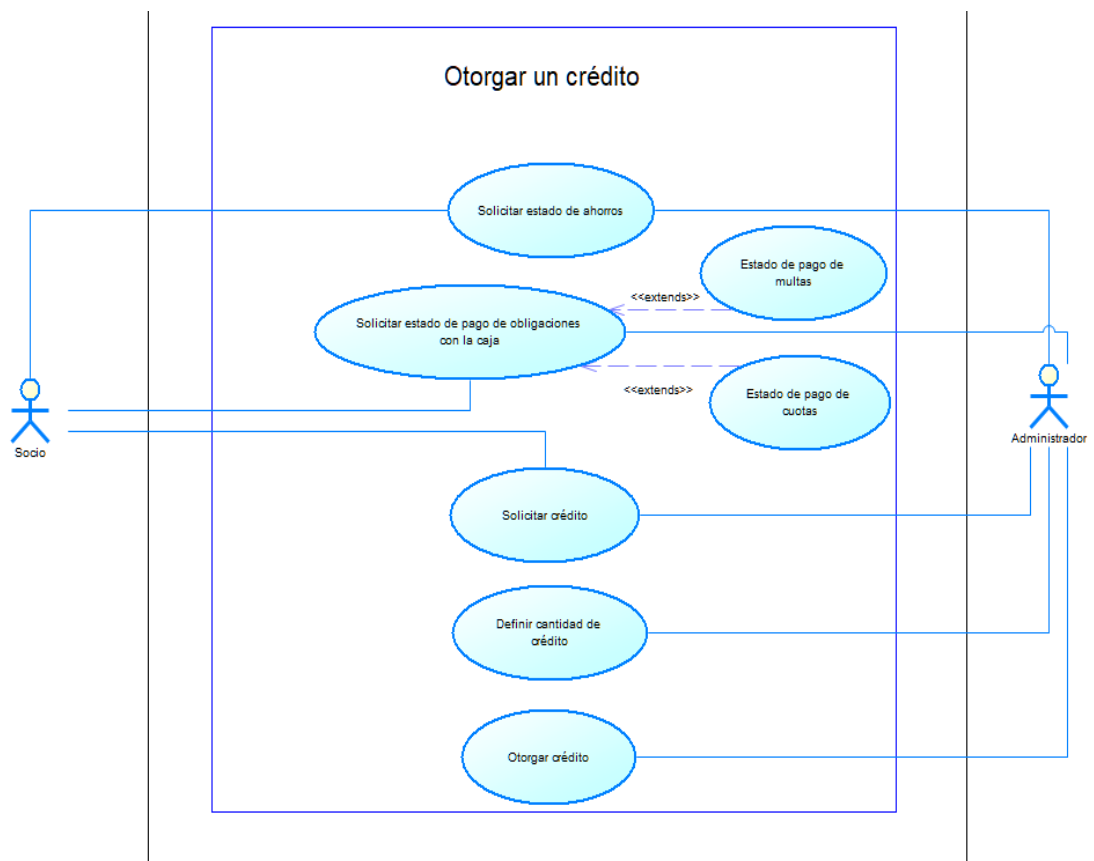 Otorgar un crédito
Solicitar estado de ahorros
Estado de pago de
multas
<<extends>>
Solicitar estado de pago de obligaciones
con la caja
<<extends>>
Estado de pago de
cuotas
Socio
Administrador
Solicitar crédito
Definir cantidad de
crédito
Otorgar crédito